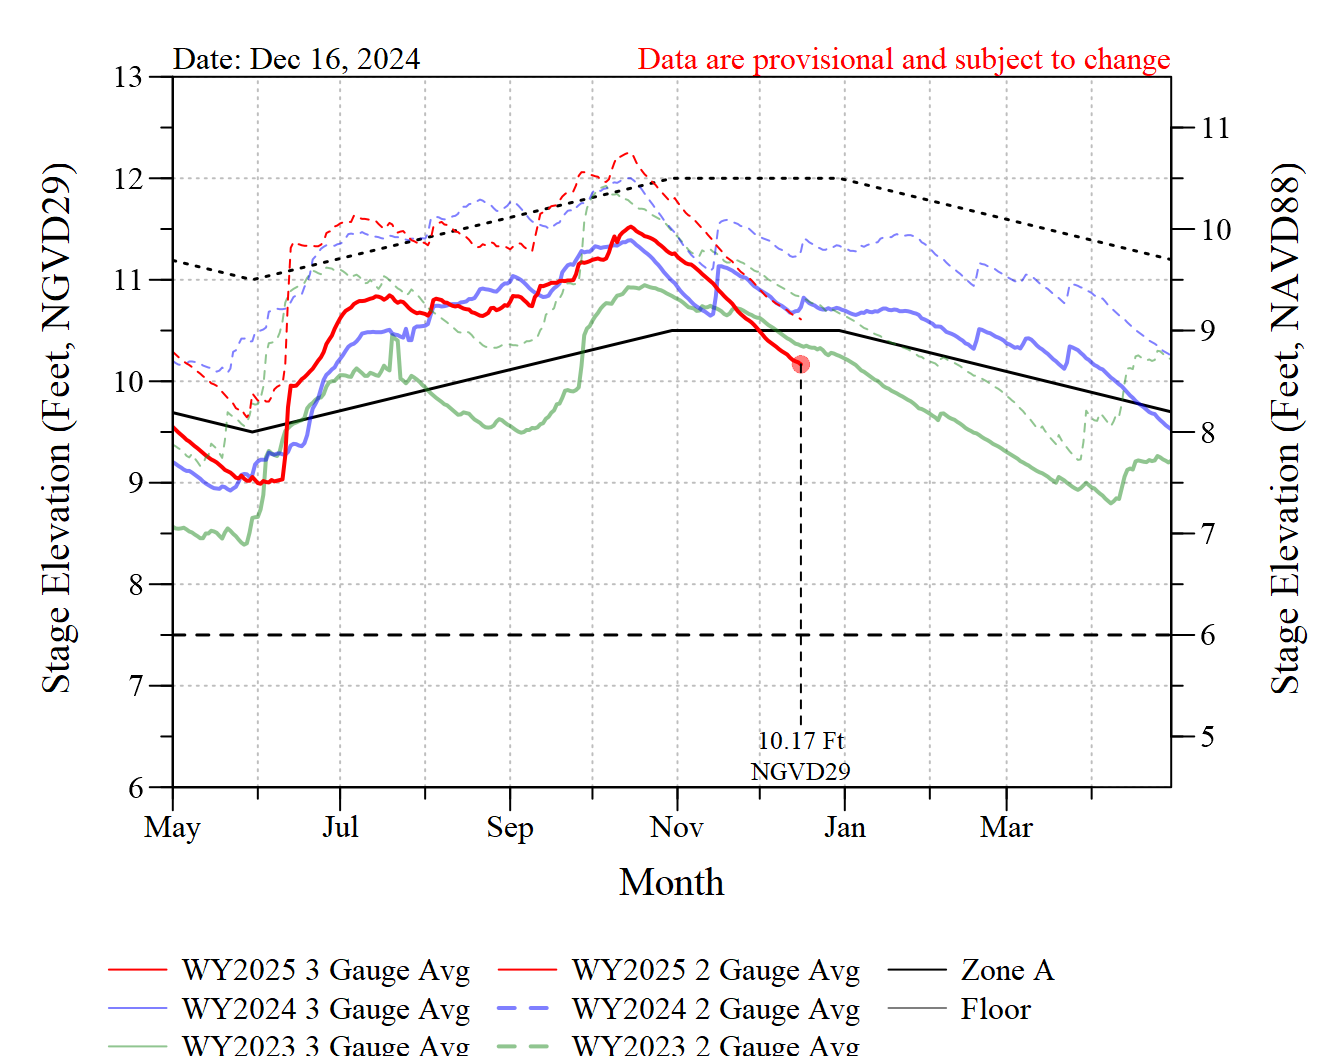 Date: Dec 16, 2024
Data are provisional and subject to change
13
12
11
10
9
8
7
6
11
10
9
8
7
6
5
Stage Elevation (Feet, NGVD29)
Stage Elevation (Feet, NAVD88)
10.17 Ft
NGVD29
May Jul Sep Nov Jan Mar
Month
WY2025 3 Gauge Avg WY2025 2 Gauge Avg Zone A
WY2024 3 Gauge Avg WY2024 2 Gauge Avg Floor
WY2023 3 Gauge Avg WY2023 2 Gauge Avg